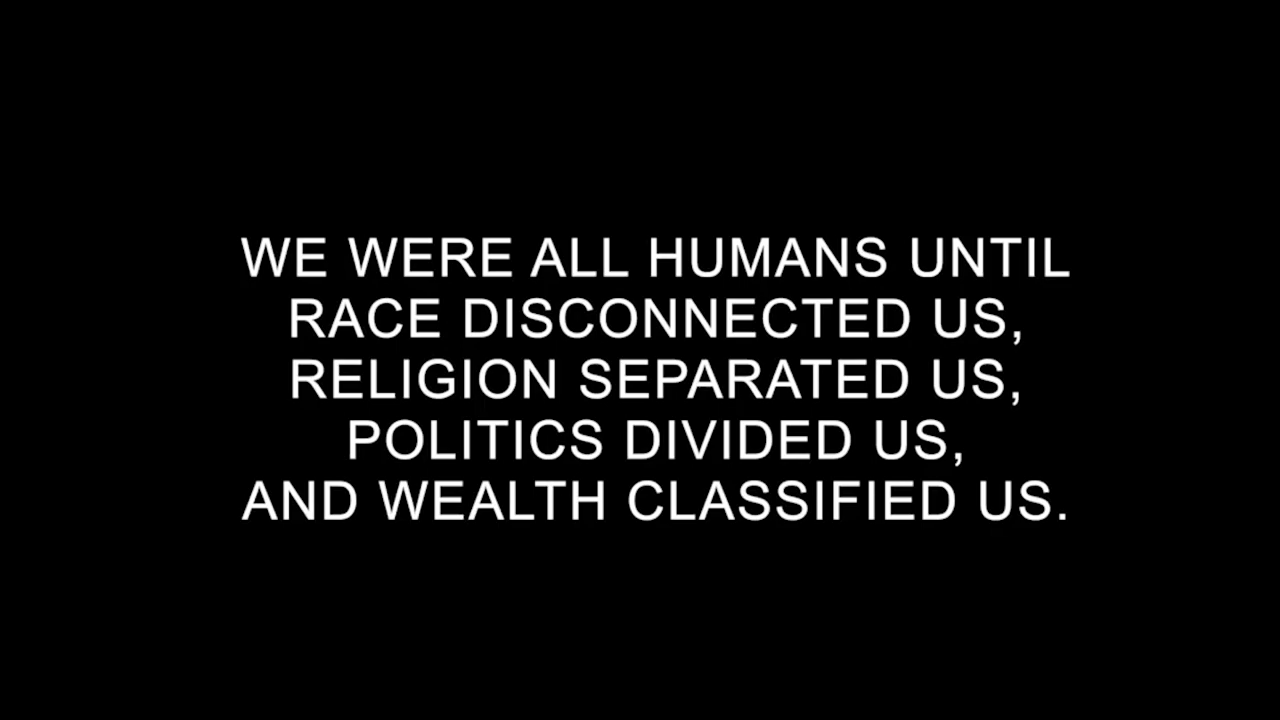 WE WERE ALL HUMANS UNTIL
RACE DISCONNECTED US,
RELIGION SEPARATED US,
POLITICS DIVIDED US,
AND WEALTH CLASSIFIED US.